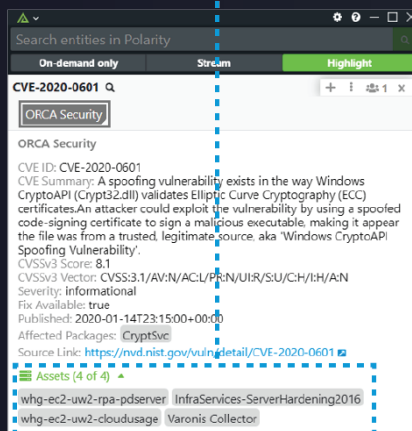 Search entities in Polarity
On-demand only Stream Highlight
CVE-2020-0601 1 x
ORCA Security
ORCA Security
CVE ID: CVE-2020-0601
CVE Summary: A spoofing vulnerability exists in the way Windows
CryptoAPI (Crypt32.dll) validates Elliptic Curve Cryptography (ECC)
certificates.An attacker could exploit the vulnerability by using a spoofed
code-signing certificate to sign a malicious executable, making it appear
the file was from a trusted, legitimate source, aka 'Windows CryptoAPI
Spoofing Vulnerability'.
CVSSv3 Score: 8.1
CVSSv3 Vector: CVSS:3.1/AV:N/AC:L/PR:N/UI:R/S:U/C:H/I:H/A:N
Severity: informational
Fix Available: true
Published: 2020-01-14T23:15:00+00:00
Affected Packages: CryptSvc
Source Link: https://nvd.nist.gov/vuln/detail/CVE-2020-0601
Assets (4 of 4)
whg-ec2-uw2-rpa-pdserver InfraServices-ServerHardening2016
whg-ec2-uw2-cloudusage Varonis Collector